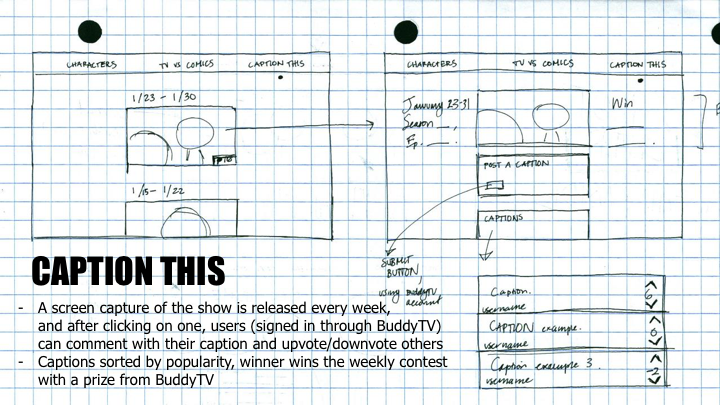 CHARACTERS TV VS COMICS CAPTION THIS
1/23 - 1/30
1/15 - 1/22
CHARACTERS TV VS COMICS CAPTION THIS
January 23-31
Season __,
Ep. __.
Win
POST A CAPTION
CAPTIONS
SUBMIT
BUTTON,
using BuddyTV
account
Caption.
6
username
CAPTION example.
0
username
Caption example 3.
-2
username
CAPTION THIS
- A screen capture of the show is released every week,
and after clicking on one, users (signed in through BuddyTV)
can comment with their caption and upvote/downvote others
- Captions sorted by popularity, winner wins the weekly contest
with a prize from BuddyTV